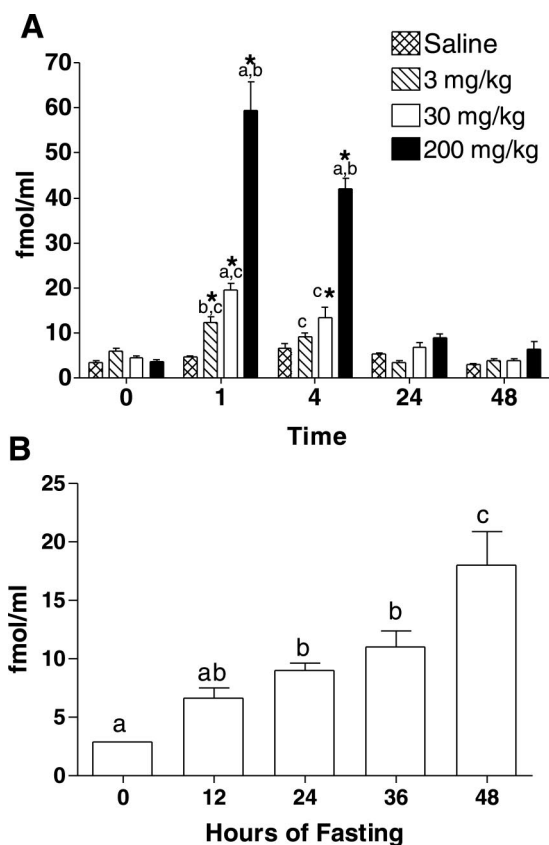 A
Saline
3 mg/kg
30 mg/kg
200 mg/kg
fmol/ml
70
60
50
40
30
20
10
0
*
a,b
*
a,b
*
a,c
*
b,c
c *
c
0 1 4 24 48
Time
B
fmol/ml
25
20
15
10
5
0
a
ab
b
b
c
0 12 24 36 48
Hours of Fasting